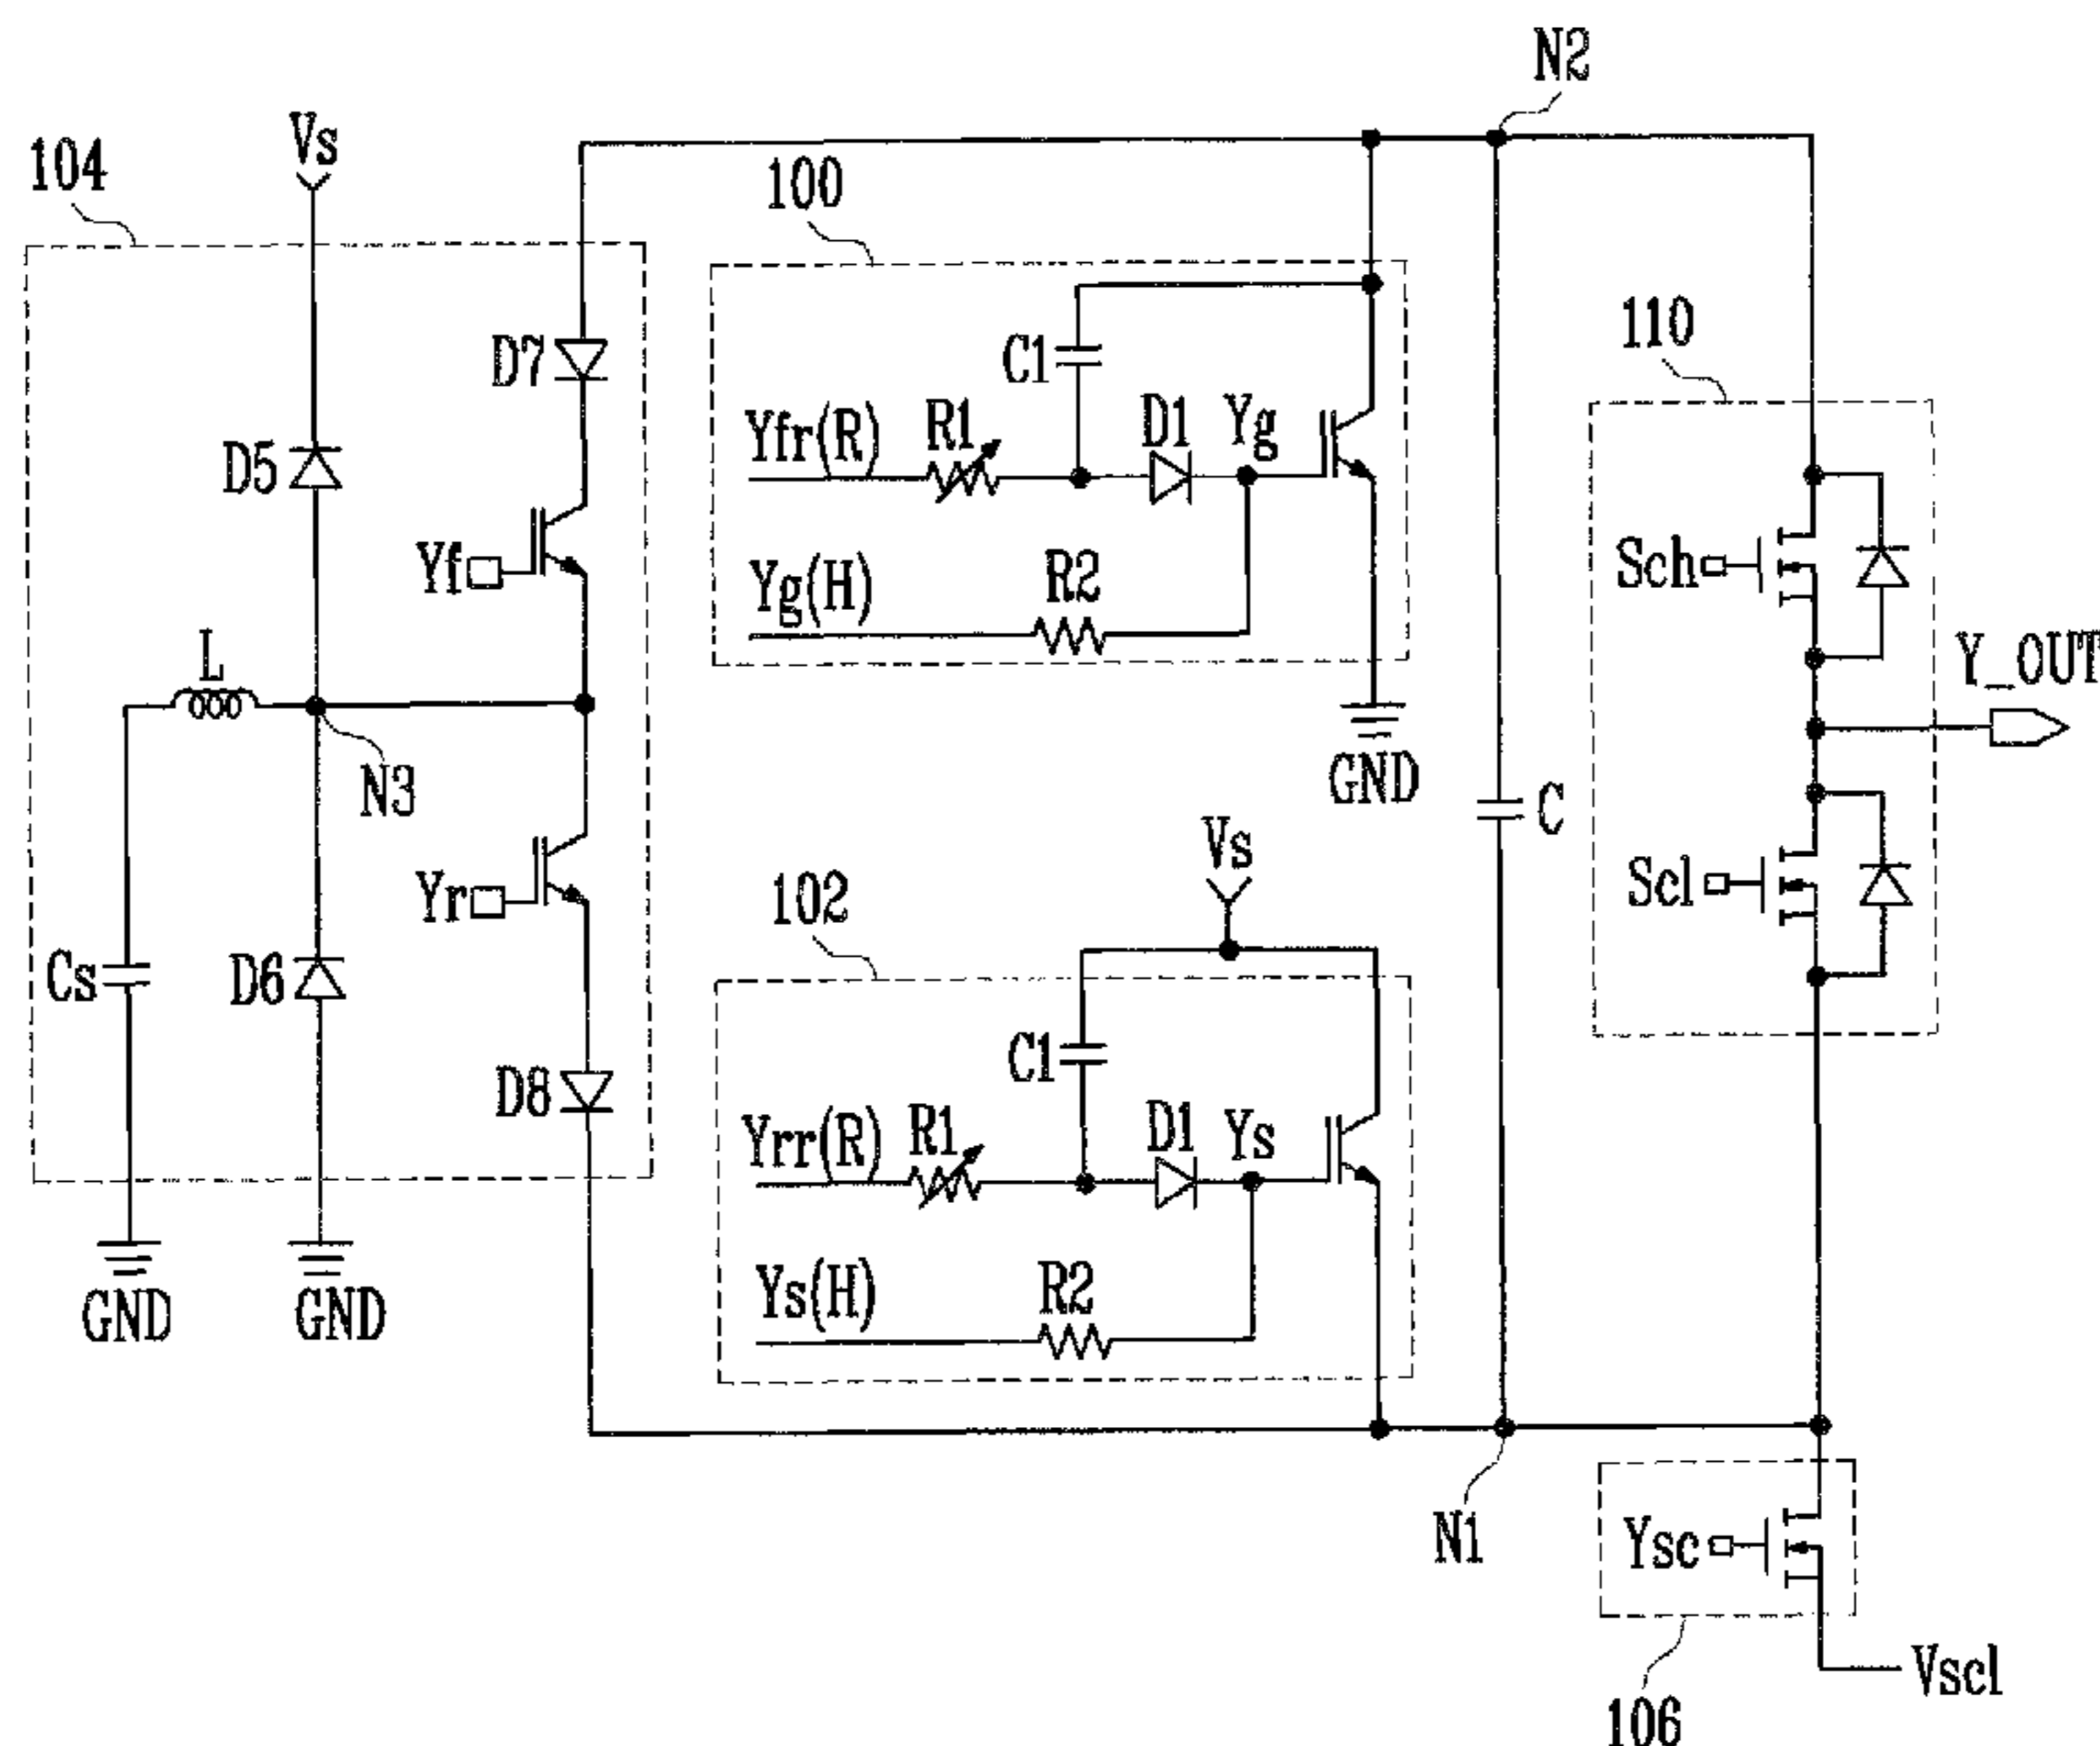 N2
Vs
104
100
110
D7
C1
D5
Yfr(R)
R1
D1
Yg
Yf
Sch
Yg(H)
R2
L
Y_OUT
GND
N3
C
Vs
Scl
Yr
102
Cs
D6
C1
D8
Yrr(R)
R1
D1
Ys
Ys(H)
R2
GND
GND
N1
Ysc
Vscl
106